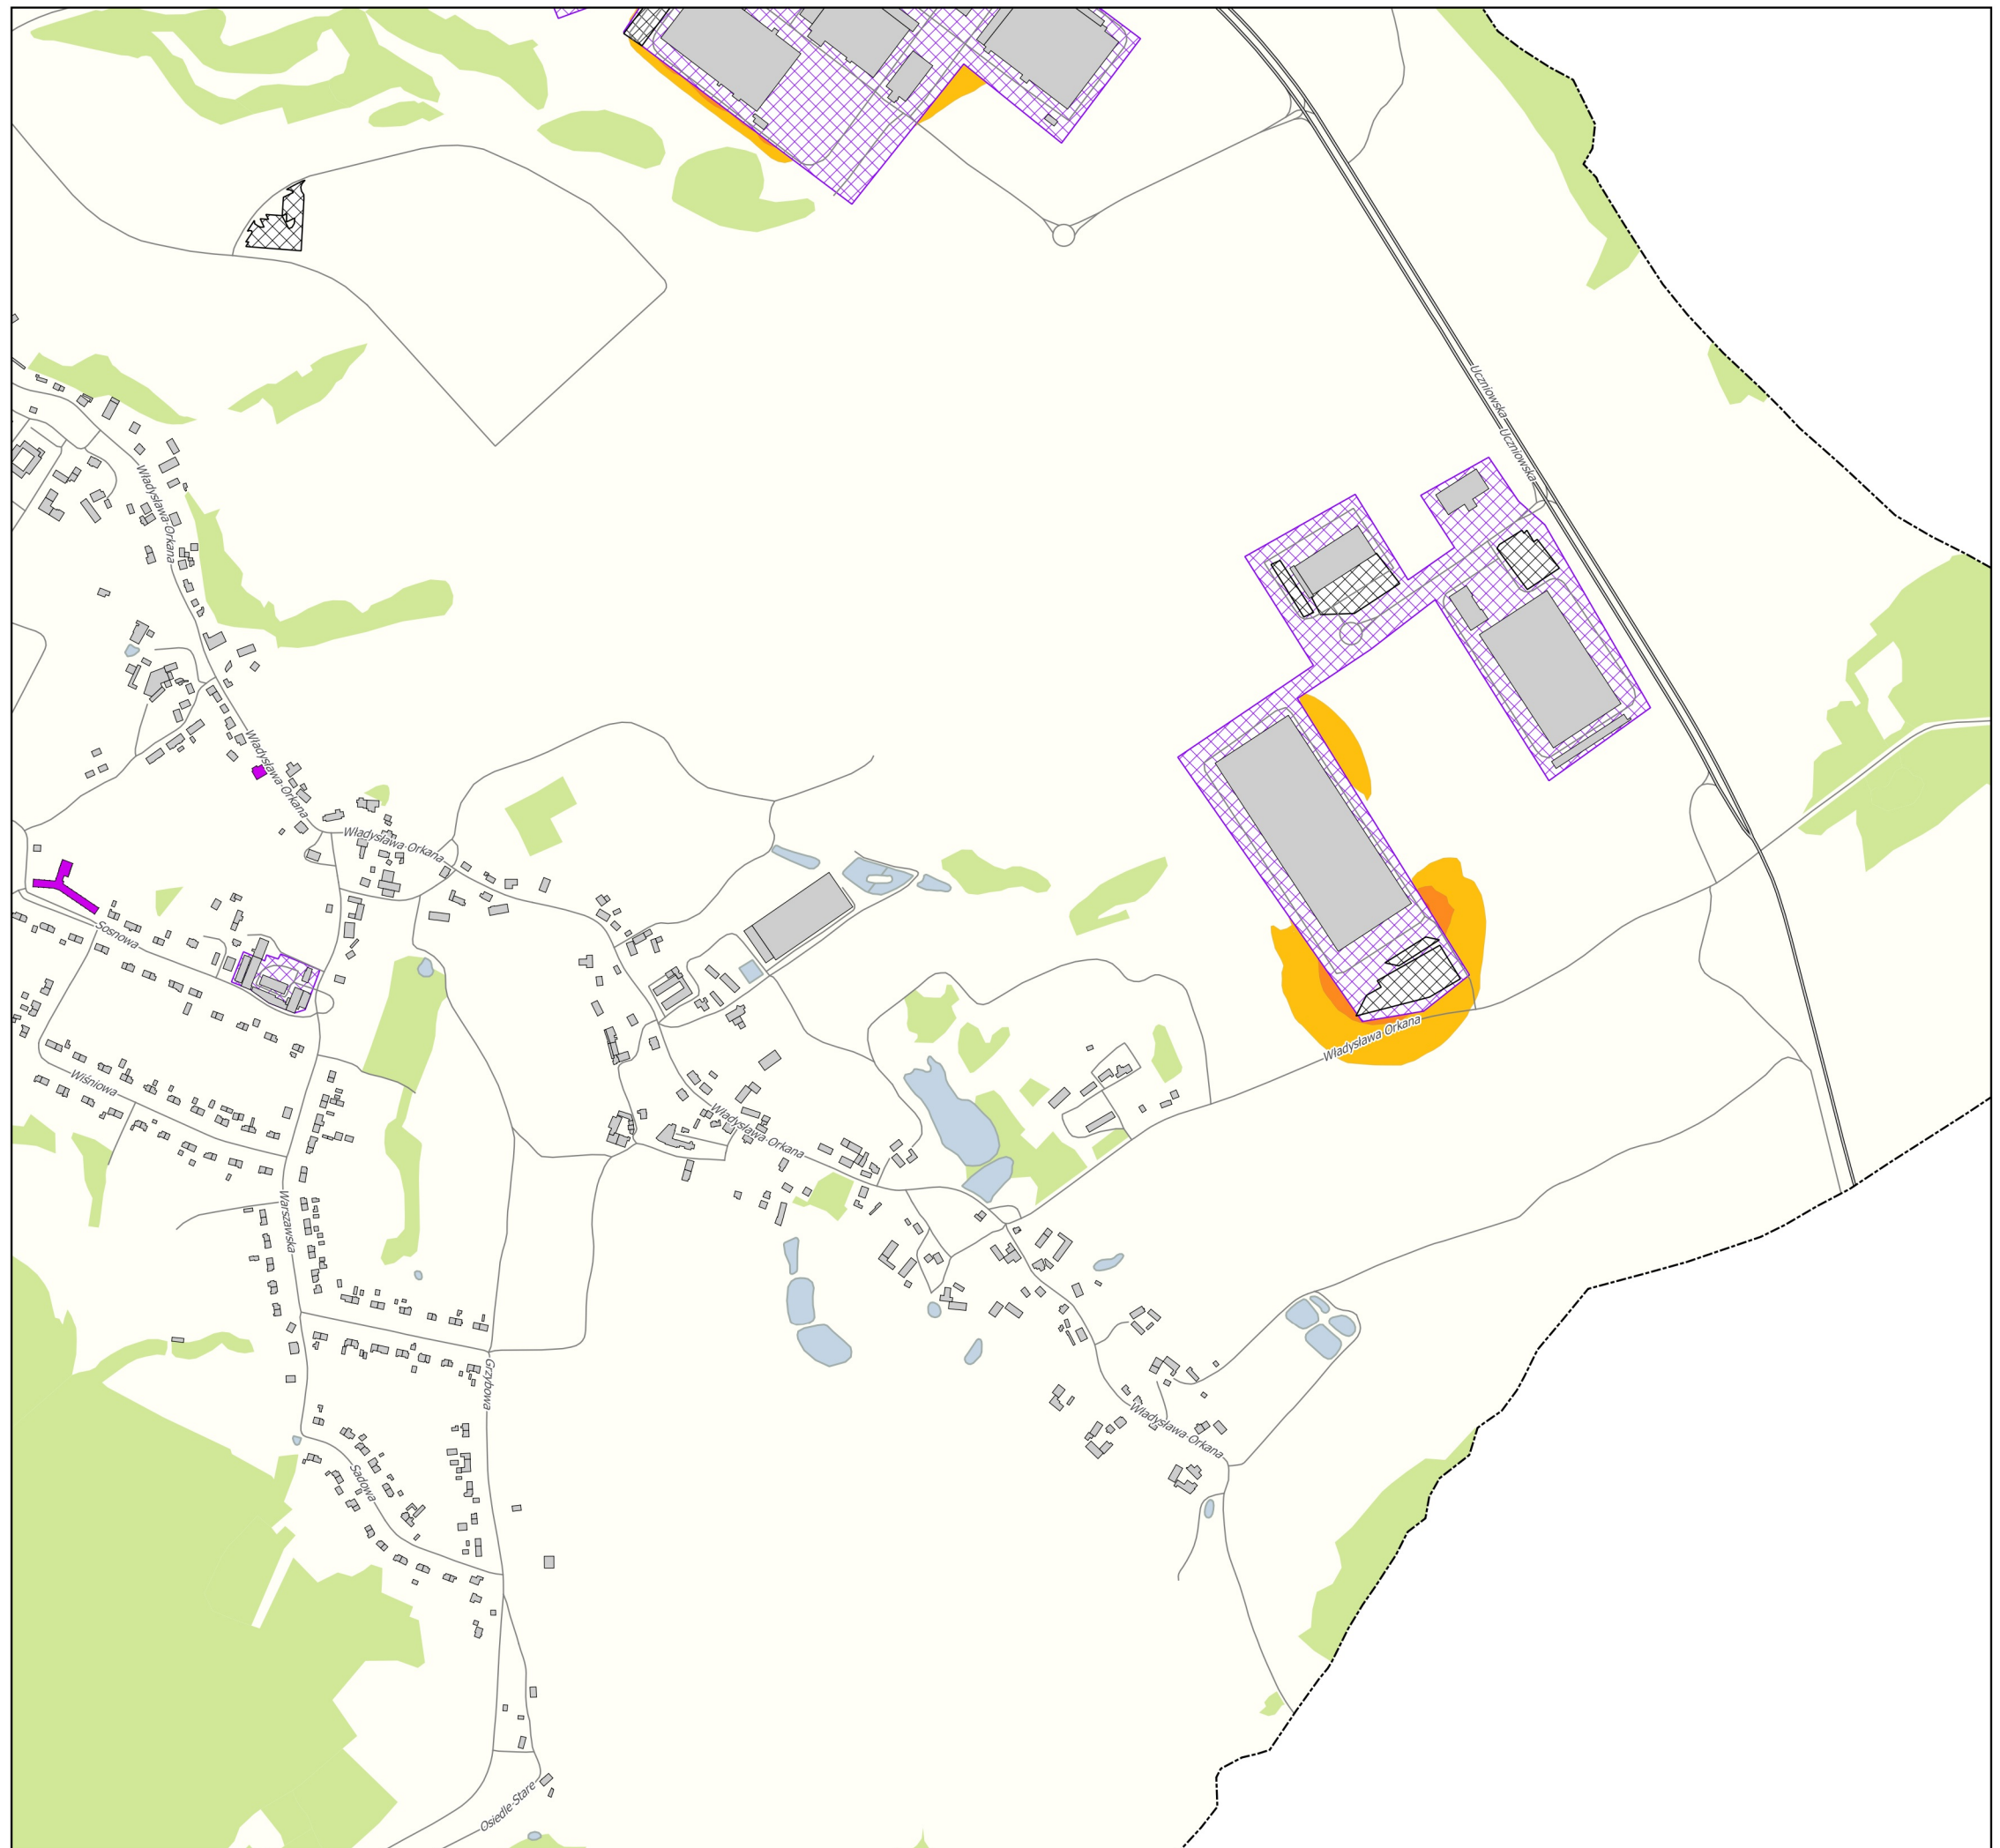 Uczniowska
Uczniowska
Władysława Orkana
Władysława Orkana
Władysława Orkana
Sosnowa
Władysława Orkana
Wiśniowa
Władysława Orkana
Warszawska
Grzybowa
Władysława Orkana
Sadowa
Osiedle Stare